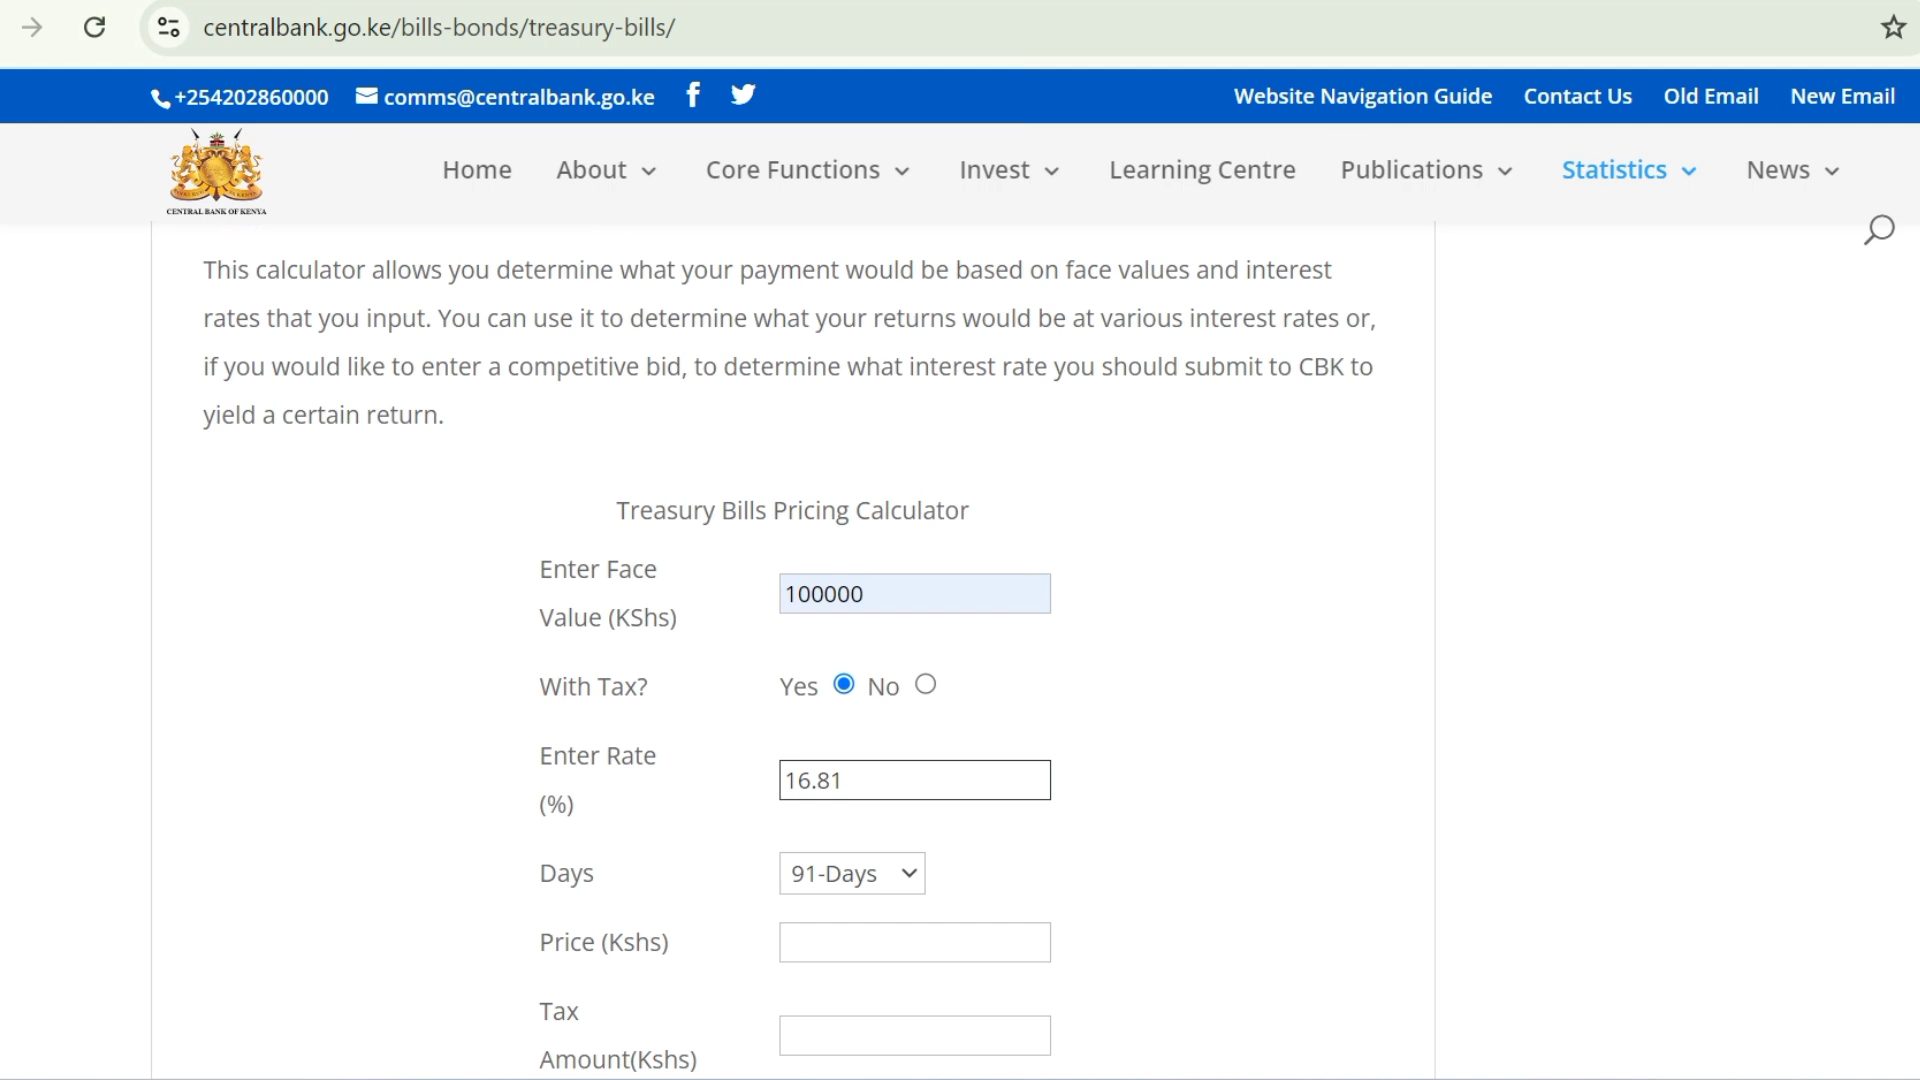 centralbank.go.ke/bills-bonds/treasury-bills/
+254202860000 comms@centralbank.go.ke Website Navigation Guide Contact Us Old Email New Email
CENTRAL BANK OF KENYA
Home About Core Functions Invest Learning Centre Publications Statistics News
This calculator allows you determine what your payment would be based on face values and interest
rates that you input. You can use it to determine what your returns would be at various interest rates or,
if you would like to enter a competitive bid, to determine what interest rate you should submit to CBK to
yield a certain return.
Treasury Bills Pricing Calculator
Enter Face
Value (KShs)
100000
With Tax? Yes No
Enter Rate
(%)
16.81
Days 91-Days
Price (Kshs)
Tax
Amount(Kshs)